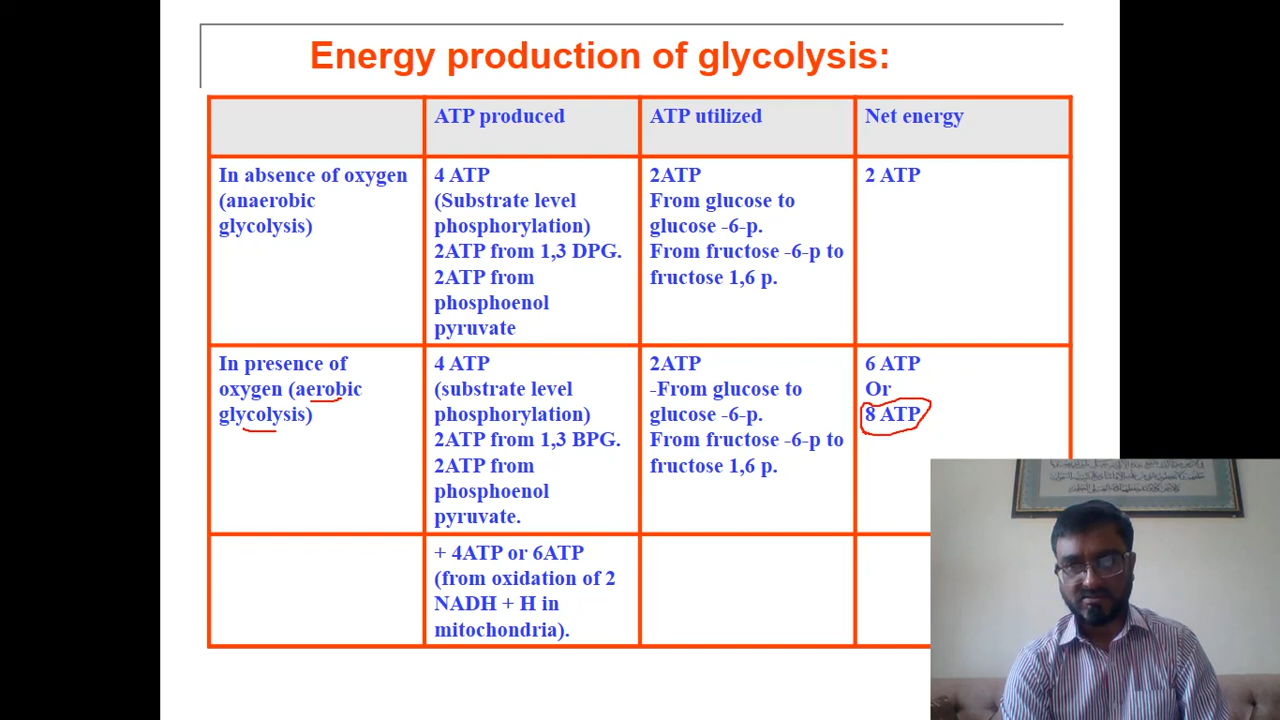 Energy production of glycolysis:
ATP produced
ATP utilized
Net energy
In absence of oxygen
(anaerobic
glycolysis)
4 ATP
(Substrate level
phosphorylation)
2ATP from 1,3 DPG.
2ATP from
phosphoenol
pyruvate
2ATP
From glucose to
glucose -6-p.
From fructose -6-p to
fructose 1,6 p.
2 ATP
In presence of
oxygen (aerobic
glycolysis)
4 ATP
(substrate level
phosphorylation)
2ATP from 1,3 BPG.
2ATP from
phosphoenol
pyruvate.
2ATP
-From glucose to
glucose -6-p.
From fructose -6-p to
fructose 1,6 p.
6 ATP
Or
8 ATP
+ 4ATP or 6ATP
(from oxidation of 2
NADH + H in
mitochondria).